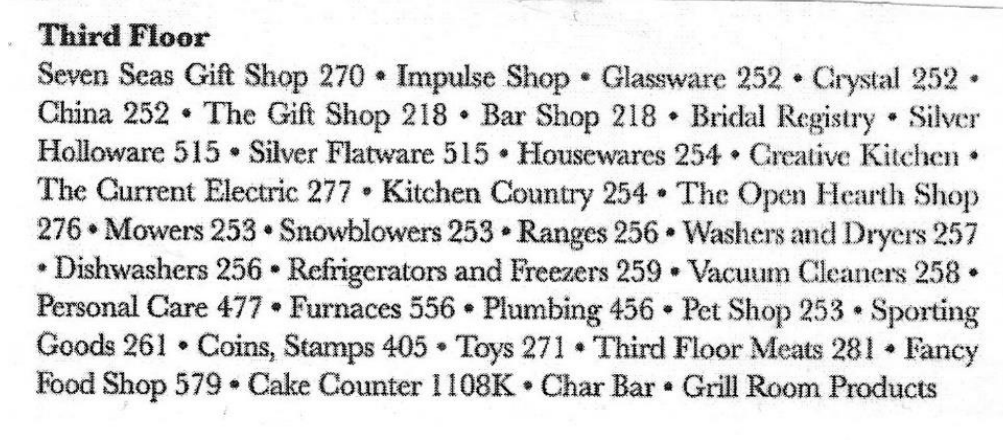 Third Floor
Seven Seas Gift Shop 270 • Impulse Shop • Glassware 252 • Crystal 252 •
China 252 • The Gift Shop 218 • Bar Shop 218 • Bridal Registry • Silver
Holloware 515 • Silver Flatware 515 • Housewares 254 • Creative Kitchen •
The Current Electric 277 • Kitchen Country 254 • The Open Hearth Shop
276 • Mowers 253 • Snowblowers 253 • Ranges 256 • Washers and Dryers 257
• Dishwashers 256 • Refrigerators and Freezers 259 • Vacuum Cleaners 258 •
Personal Care 477 • Furnaces 556 • Plumbing 456 • Pet Shop 253 • Sporting
Goods 261 • Coins, Stamps 405 • Toys 271 • Third Floor Meats 281 • Fancy
Food Shop 579 • Cake Counter 1108K • Char Bar • Grill Room Products